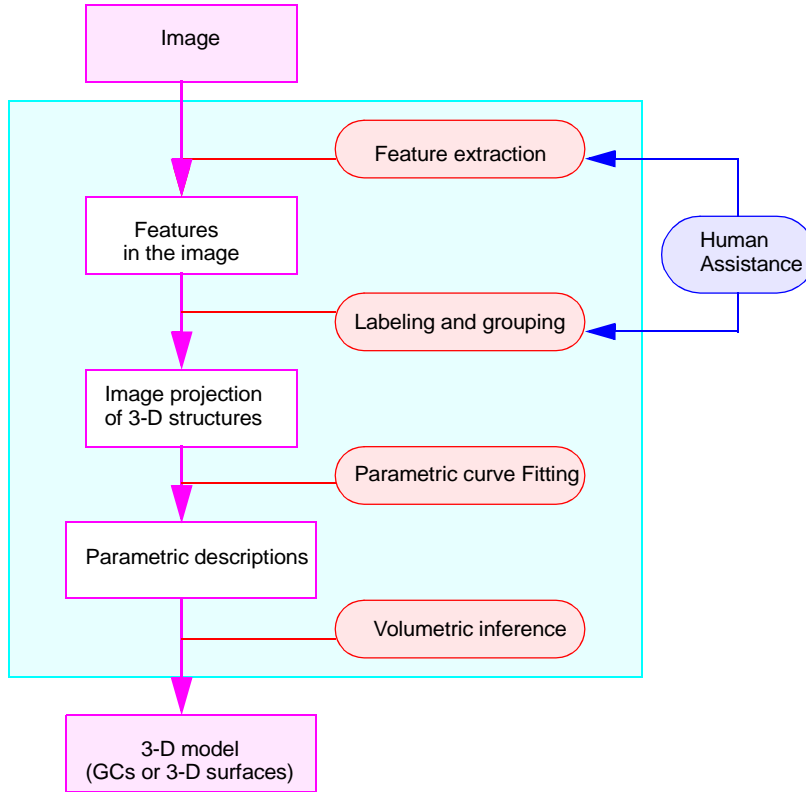 Image
Feature extraction
Features
in the image
Human
Assistance
Labeling and grouping
Image projection
of 3-D structures
Parametric curve Fitting
Parametric descriptions
Volumetric inference
3-D model
(GCs or 3-D surfaces)